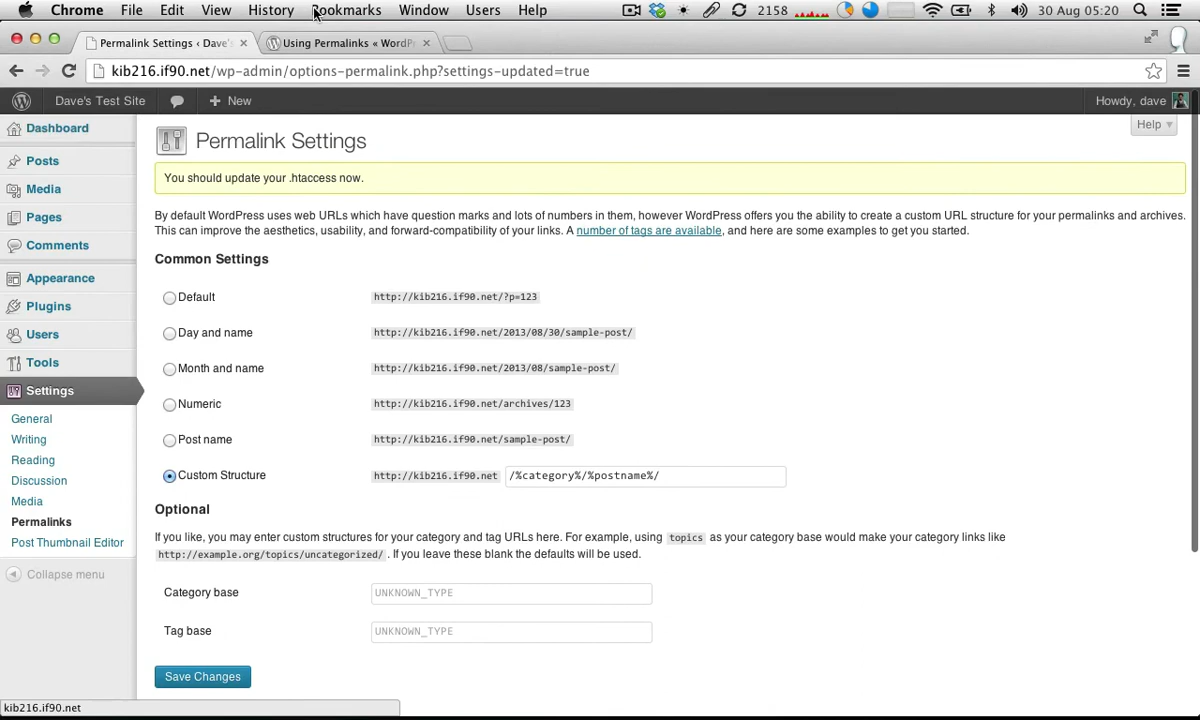 Chrome File Edit View History Bookmarks Window Users Help 2158 30 Aug 05:20
Permalink Settings ‹ Dave's Using Permalinks « WordPr
kib216.if90.net/wp-admin/options-permalink.php?settings-updated=true
Dave's Test Site + New Howdy, dave
Help
Dashboard
Posts
Media
Pages
Comments
Appearance
Plugins
Users
Tools
Settings
General
Writing
Reading
Discussion
Media
Permalinks
Post Thumbnail Editor
Collapse menu
Permalink Settings
You should update your .htaccess now.
By default WordPress uses web URLs which have question marks and lots of numbers in them, however WordPress offers you the ability to create a custom URL structure for your permalinks and archives.
This can improve the aesthetics, usability, and forward-compatibility of your links. A number of tags are available, and here are some examples to get you started.
Common Settings
Default http://kib216.if90.net/?p=123
Day and name http://kib216.if90.net/2013/08/30/sample-post/
Month and name http://kib216.if90.net/2013/08/sample-post/
Numeric http://kib216.if90.net/archives/123
Post name http://kib216.if90.net/sample-post/
Custom Structure http://kib216.if90.net /%category%/%postname%/
Optional
If you like, you may enter custom structures for your category and tag URLs here. For example, using topics as your category base would make your category links like
http://example.org/topics/uncategorized/ . If you leave these blank the defaults will be used.
Category base UNKNOWN_TYPE
Tag base UNKNOWN_TYPE
Save Changes
kib216.if90.net